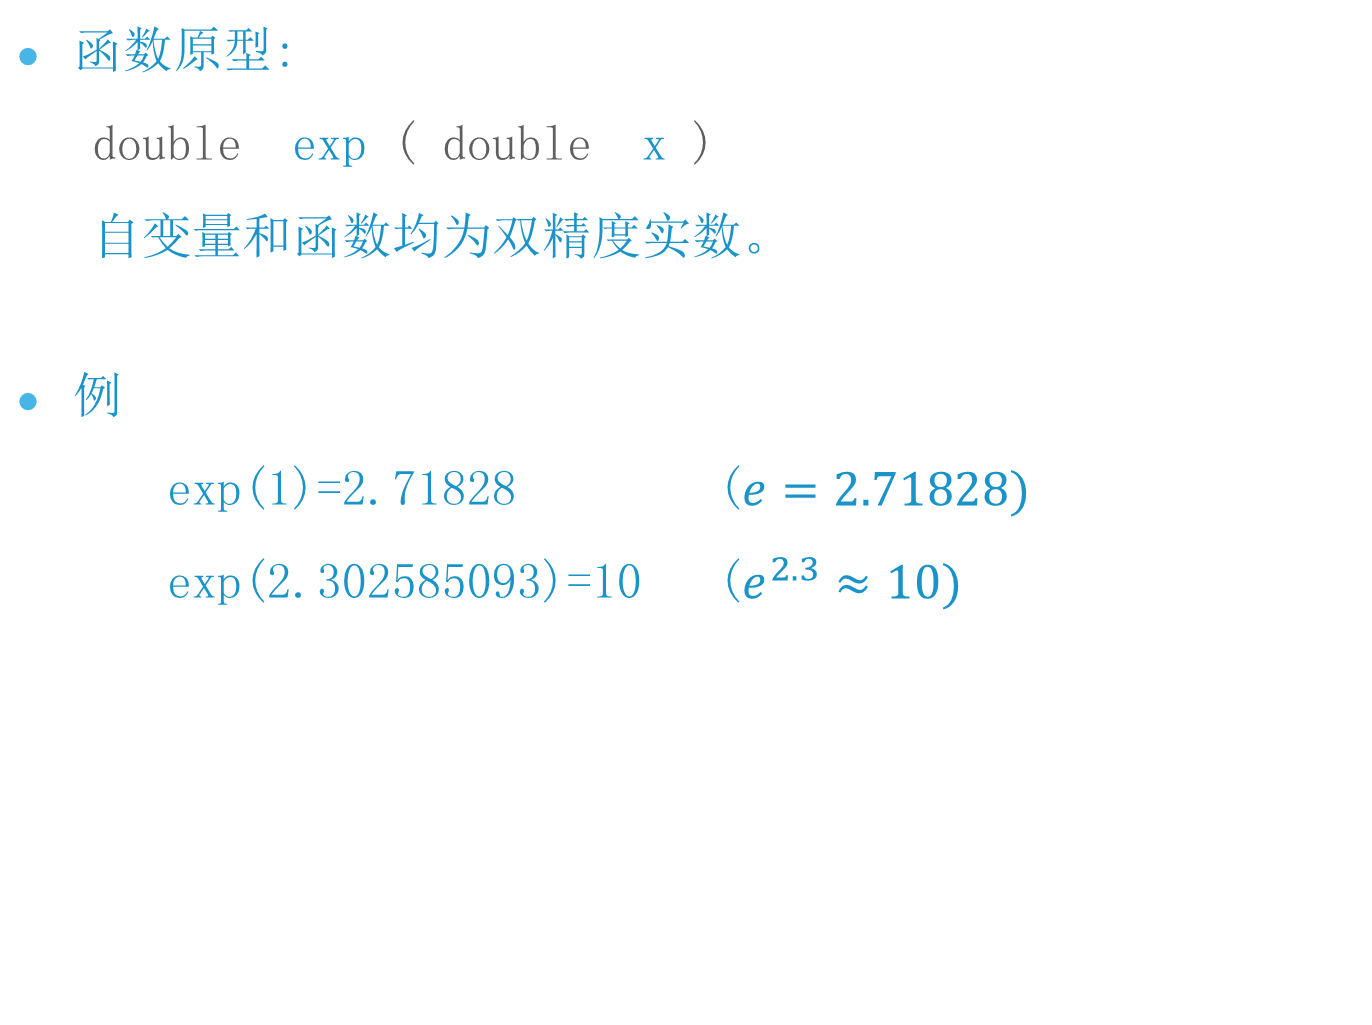 • 函数原型:
double exp ( double x )
自变量和函数均为双精度实数。
• 例
exp(1)=2.71828 (e = 2.71828)
exp(2.302585093)=10 (e^2.3 ≈ 10)